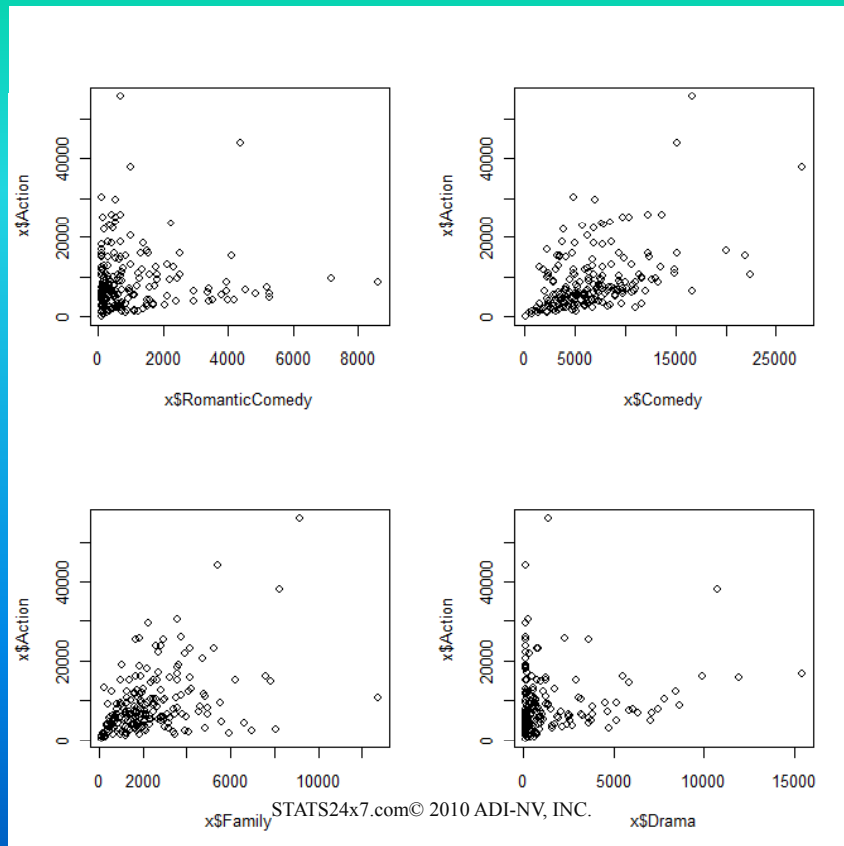 x$Action
0 20000 40000
0 2000 4000 6000 8000
x$RomanticComedy
x$Action
0 20000 40000
0 5000 15000 25000
x$Comedy
x$Action
0 20000 40000
0 2000 6000 10000
x$Family
x$Action
0 20000 40000
0 5000 10000 15000
x$Drama
STATS24x7.com© 2010 ADI-NV, INC.